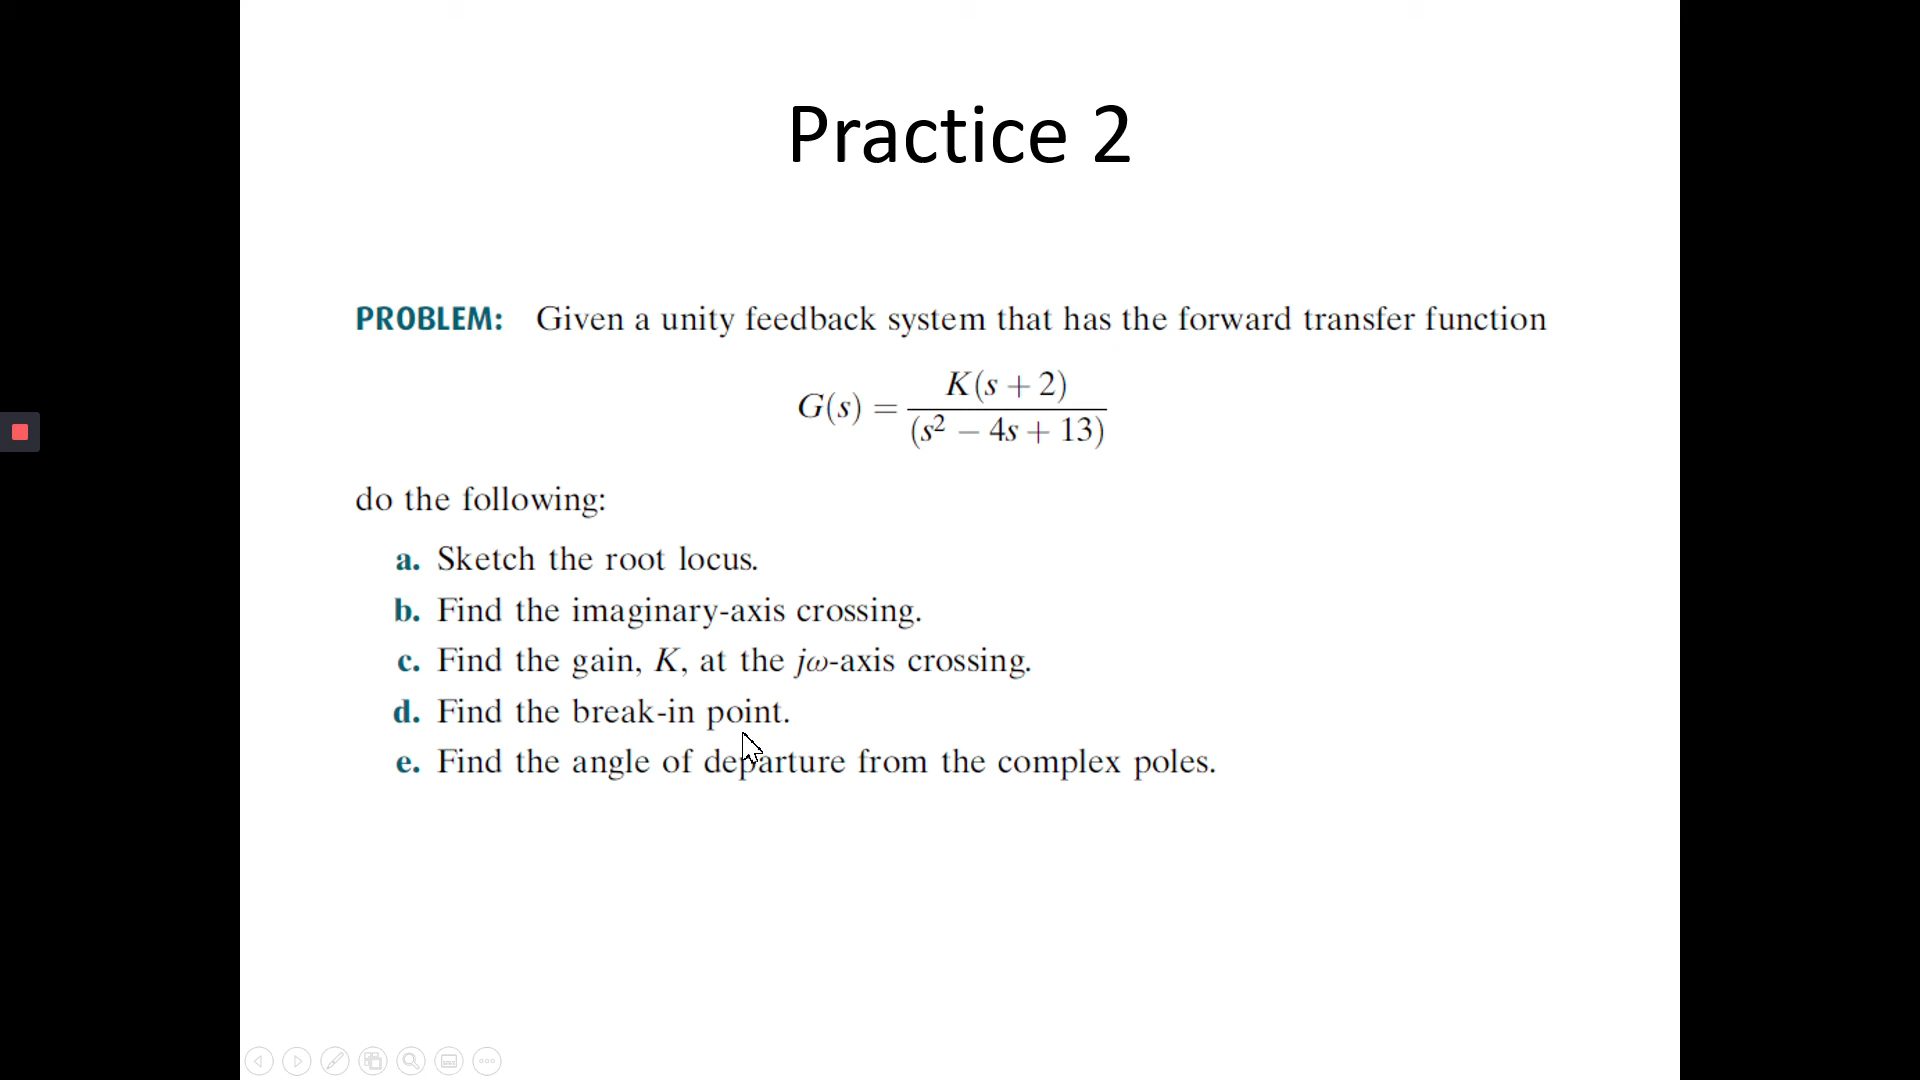 Practice 2
PROBLEM: Given a unity feedback system that has the forward transfer function
G(s) = K(s + 2) / (s² − 4s + 13)
do the following:
a. Sketch the root locus.
b. Find the imaginary-axis crossing.
c. Find the gain, K, at the jω-axis crossing.
d. Find the break-in point.
e. Find the angle of departure from the complex poles.